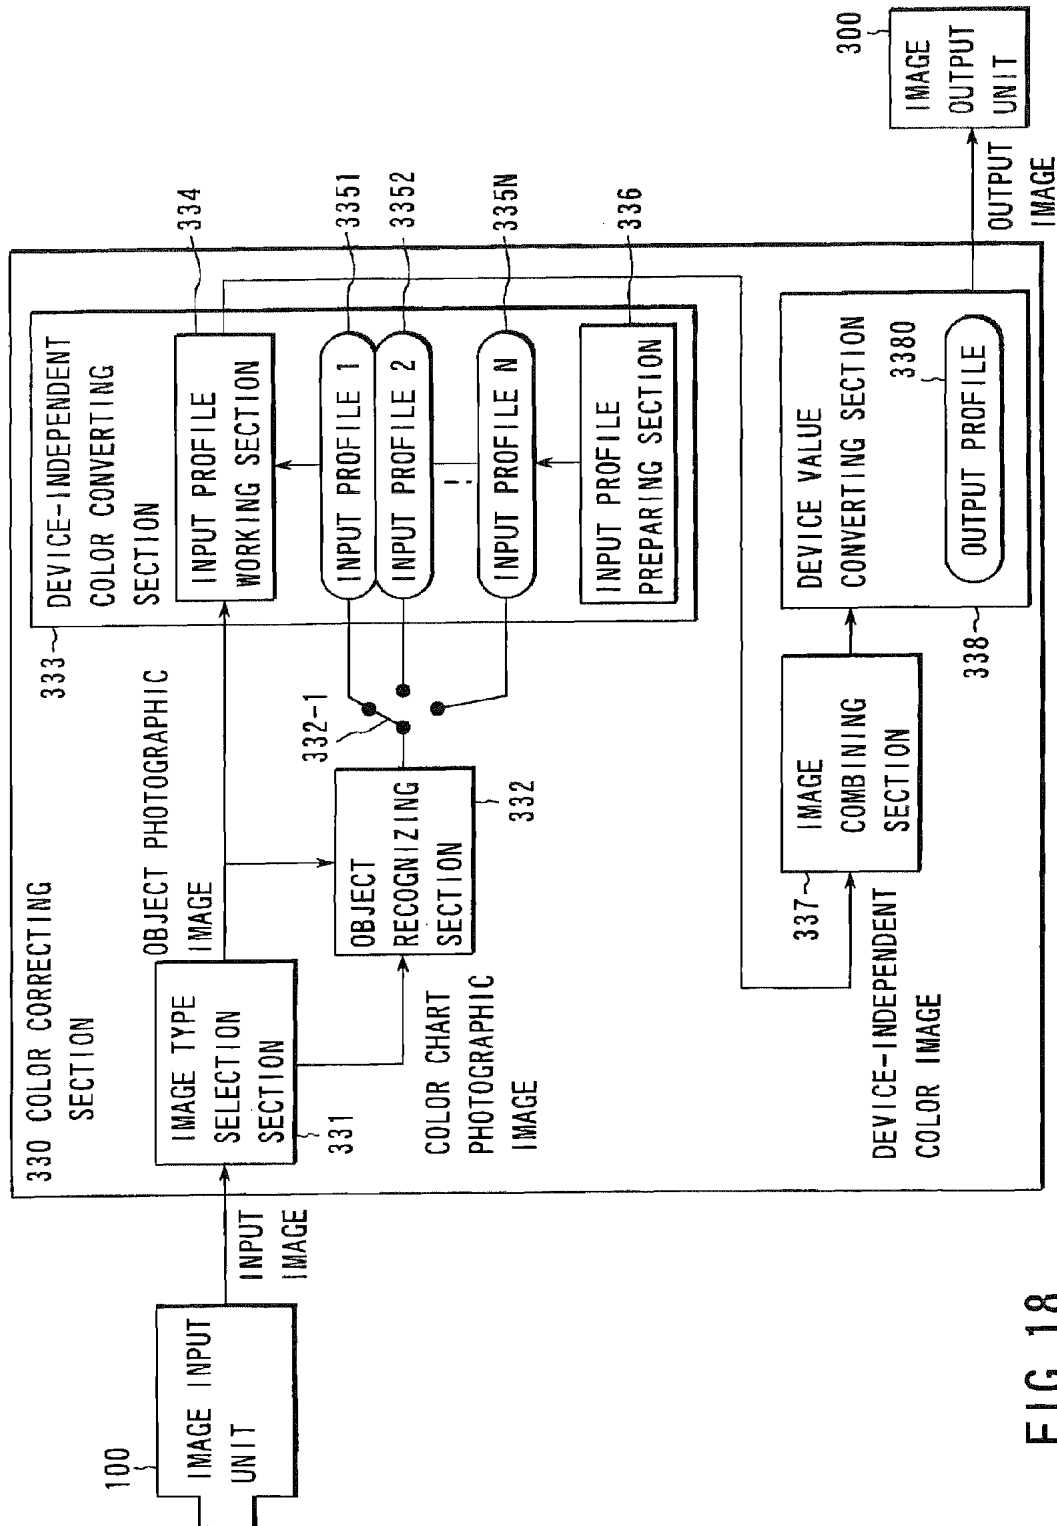 330 COLOR CORRECTING
SECTION
100
IMAGE INPUT
UNIT
INPUT
IMAGE
IMAGE TYPE
SELECTION
SECTION
331
OBJECT PHOTOGRAPHIC
IMAGE
COLOR CHART
PHOTOGRAPHIC
IMAGE
OBJECT
RECOGNIZING
SECTION
332
332-1
333
DEVICE-INDEPENDENT
COLOR CONVERTING
SECTION
INPUT PROFILE
WORKING SECTION
334
INPUT PROFILE 1
3351
INPUT PROFILE 2
3352
INPUT PROFILE N
335N
INPUT PROFILE
PREPARING SECTION
336
DEVICE-INDEPENDENT
COLOR IMAGE
337
IMAGE
COMBINING
SECTION
DEVICE VALUE
CONVERTING SECTION
3380
OUTPUT PROFILE
338
OUTPUT
IMAGE
300
IMAGE
OUTPUT
UNIT
FIG. 18